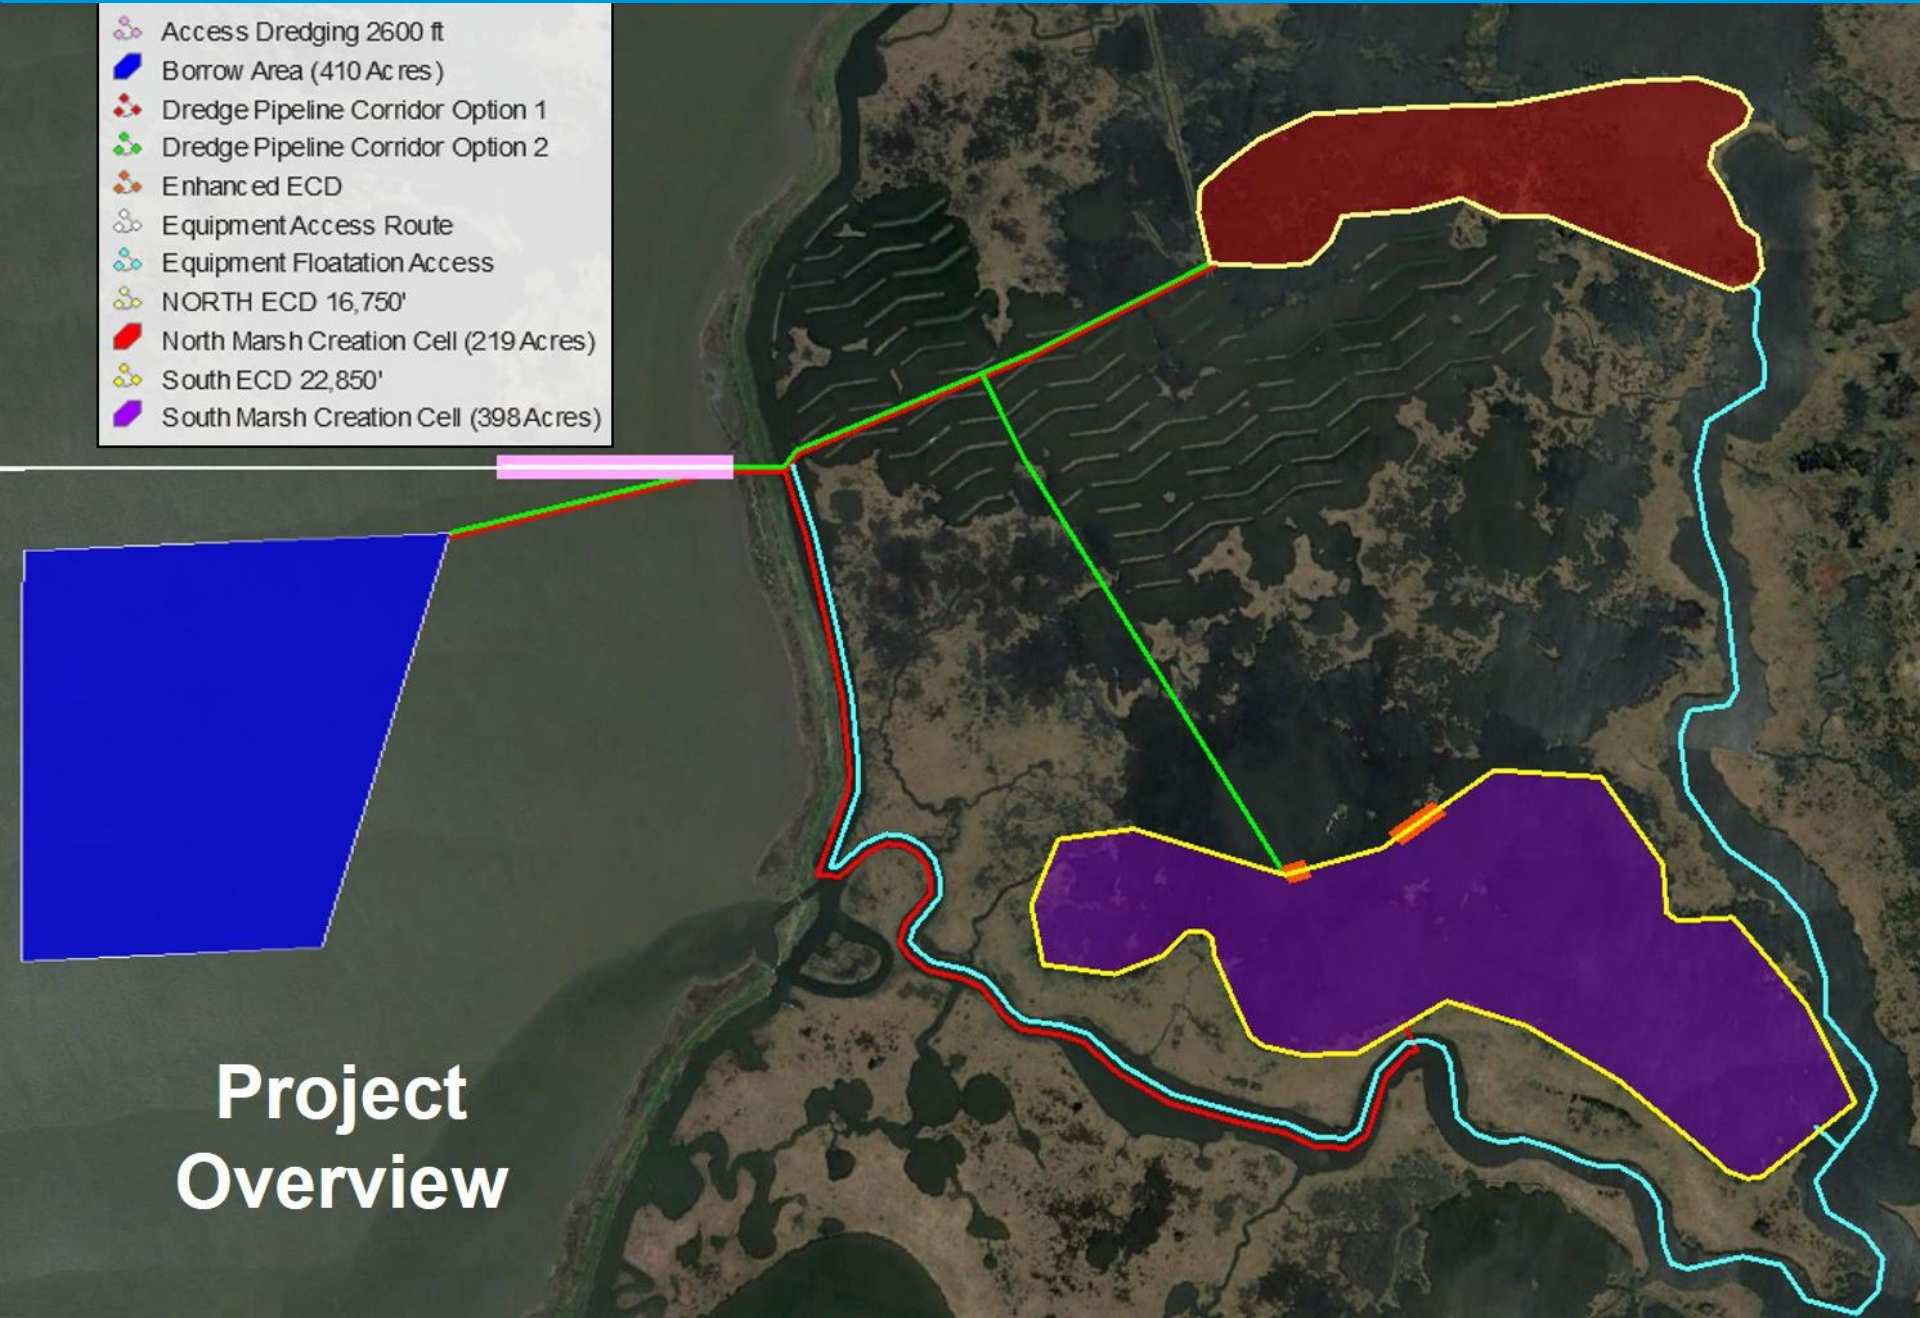 Access Dredging 2600 ft
Borrow Area (410 Acres)
Dredge Pipeline Corridor Option 1
Dredge Pipeline Corridor Option 2
Enhanced ECD
Equipment Access Route
Equipment Floatation Access
NORTH ECD 16,750'
North Marsh Creation Cell (219 Acres)
South ECD 22,850'
South Marsh Creation Cell (398 Acres)
Project
Overview